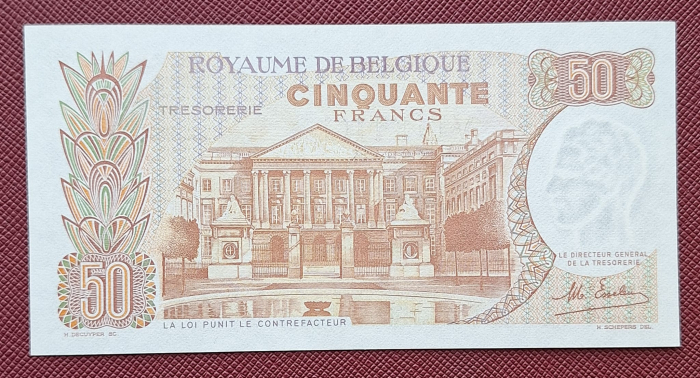 ROYAUME DE BELGIQUE
50
TRESORERIE
CINQUANTE
FRANCS
LE DIRECTEUR GENERAL
DE LA TRESORERIE
50
LA LOI PUNIT LE CONTREFACTEUR
H. DECUYPER SC.
H. SCHEPERS DEL.